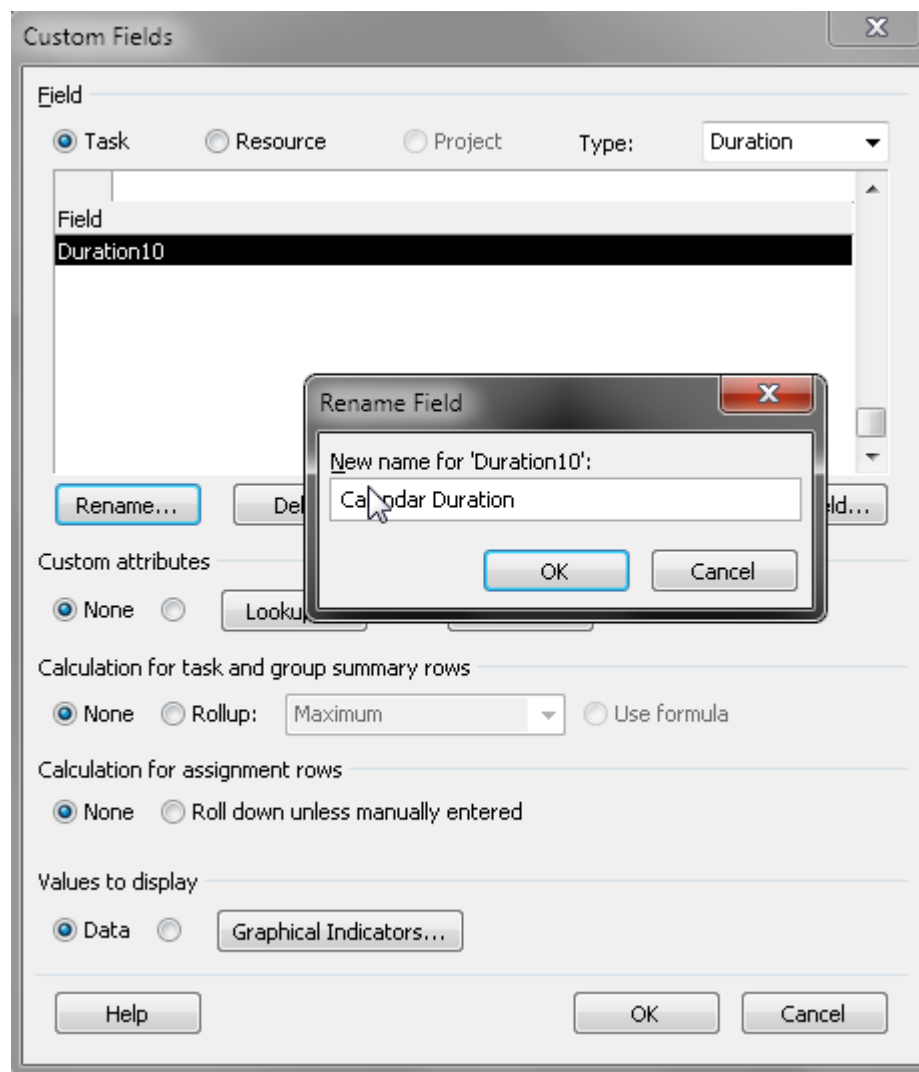 Custom Fields
Field
Task Resource Project Type: Duration
Field
Duration10
Rename Field
New name for 'Duration10':
Calendar Duration
OK Cancel
Rename...
Custom attributes
None
Calculation for task and group summary rows
None Rollup: Maximum Use formula
Calculation for assignment rows
None Roll down unless manually entered
Values to display
Data Graphical Indicators...
Help OK Cancel